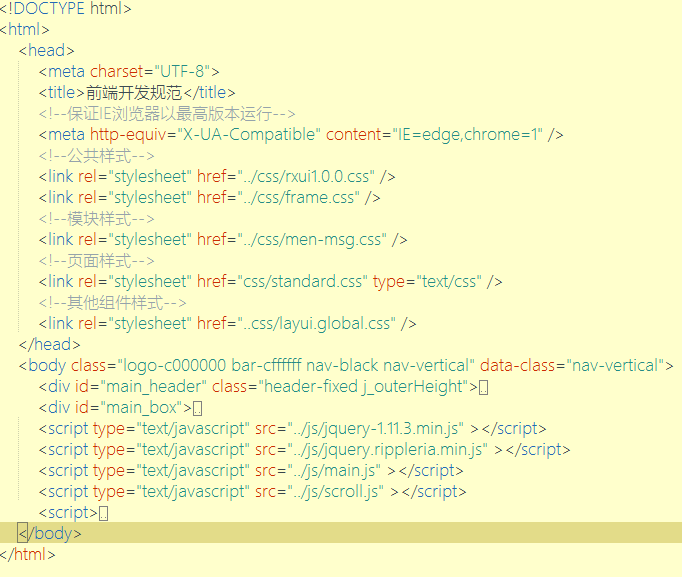 <!DOCTYPE html>
<html>
<head>
<meta charset="UTF-8">
<title>前端开发规范</title>
<!--保证IE浏览器以最高版本运行-->
<meta http-equiv="X-UA-Compatible" content="IE=edge,chrome=1" />
<!--公共样式-->
<link rel="stylesheet" href="../css/rxui1.0.0.css" />
<link rel="stylesheet" href="../css/frame.css" />
<!--模块样式-->
<link rel="stylesheet" href="../css/men-msg.css" />
<!--页面样式-->
<link rel="stylesheet" href="css/standard.css" type="text/css" />
<!--其他组件样式-->
<link rel="stylesheet" href="..css/layui.global.css" />
</head>
<body class="logo-c000000 bar-cffffff nav-black nav-vertical" data-class="nav-vertical">
<div id="main_header" class="header-fixed j_outerHeight">..
<div id="main_box">..
<script type="text/javascript" src="../js/jquery-1.11.3.min.js" ></script>
<script type="text/javascript" src="../js/jquery.rippleria.min.js" ></script>
<script type="text/javascript" src="../js/main.js" ></script>
<script type="text/javascript" src="../js/scroll.js" ></script>
<script>..
</body>
</html>